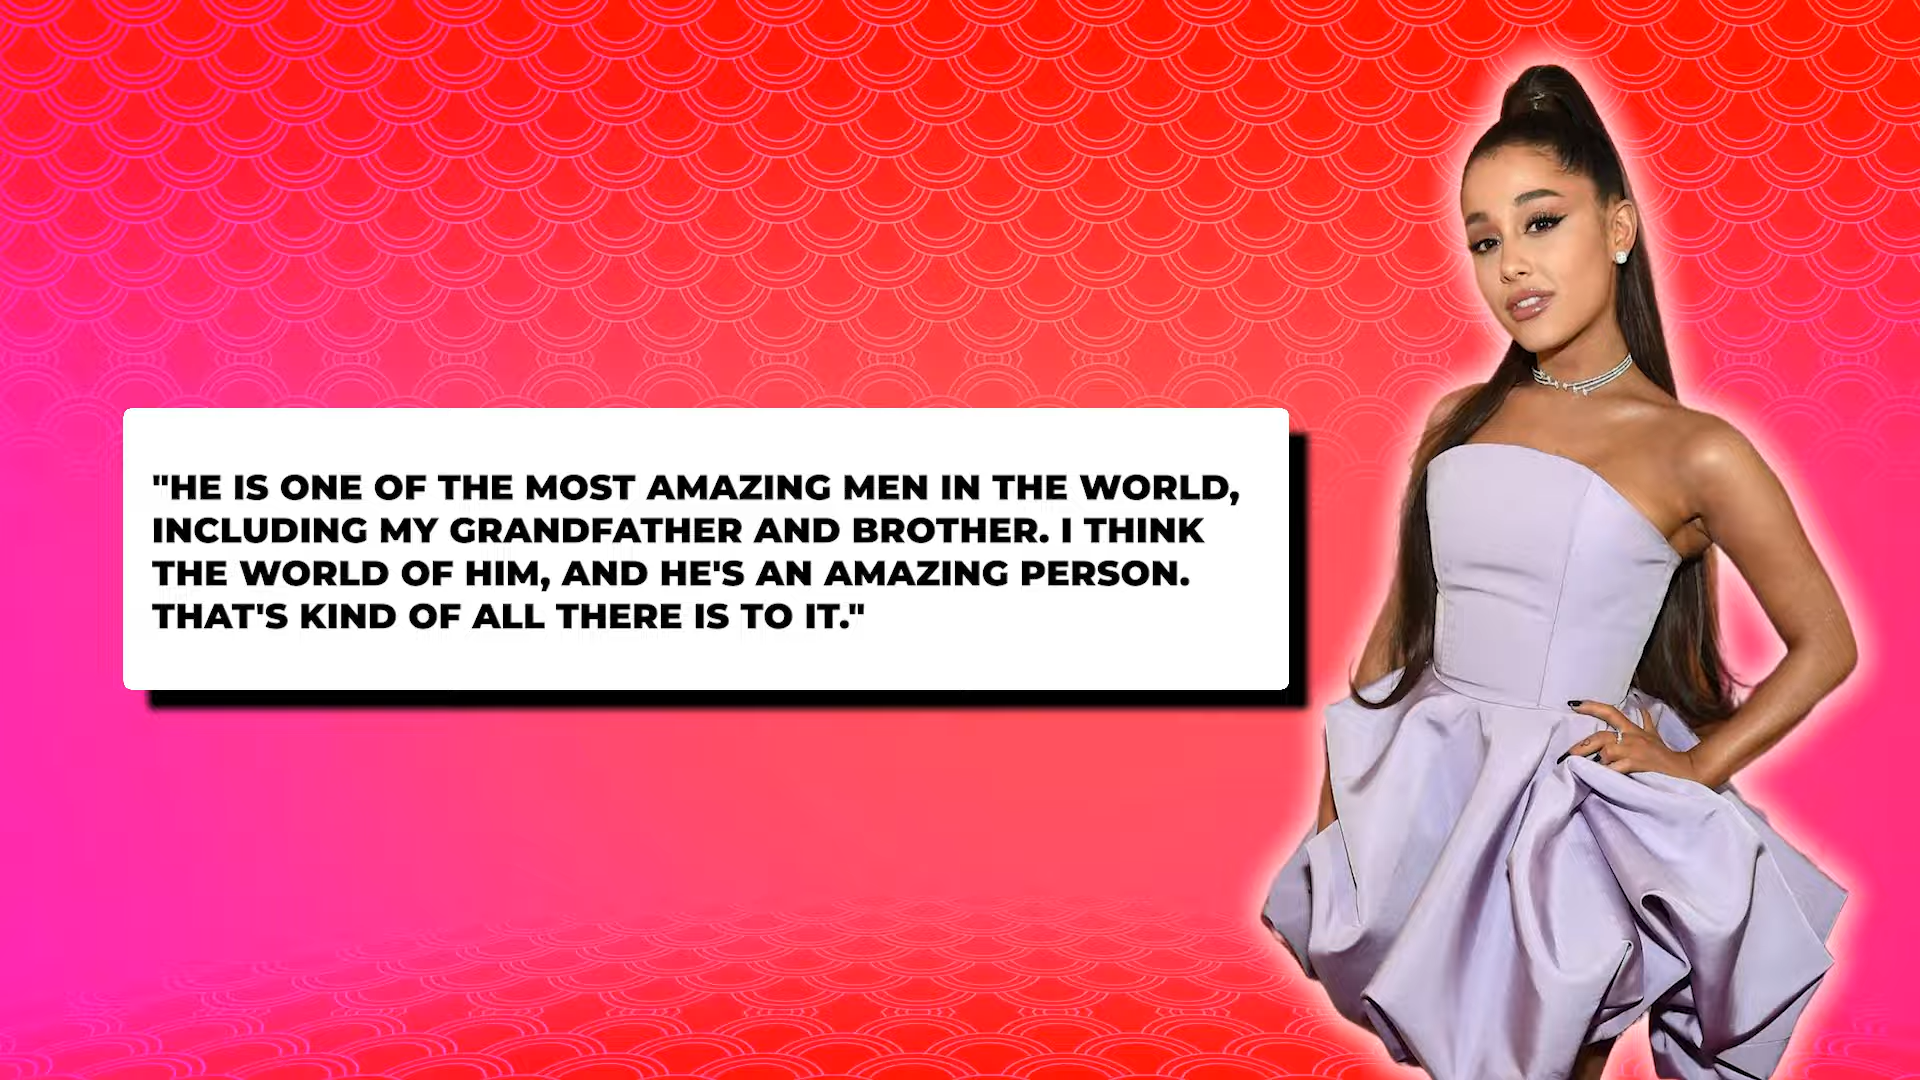 "HE IS ONE OF THE MOST AMAZING MEN IN THE WORLD,
INCLUDING MY GRANDFATHER AND BROTHER. I THINK
THE WORLD OF HIM, AND HE'S AN AMAZING PERSON.
THAT'S KIND OF ALL THERE IS TO IT."